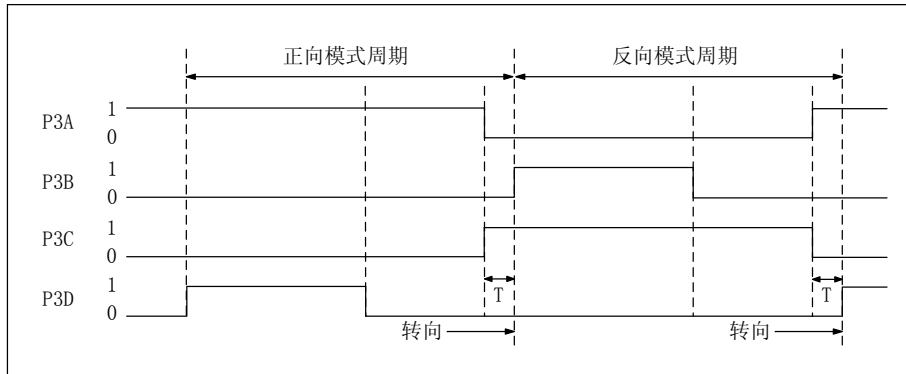 正向模式周期 反向模式周期
P3A 1
0
P3B 1
0
P3C 1
0
P3D 1
0
T T
转向 转向